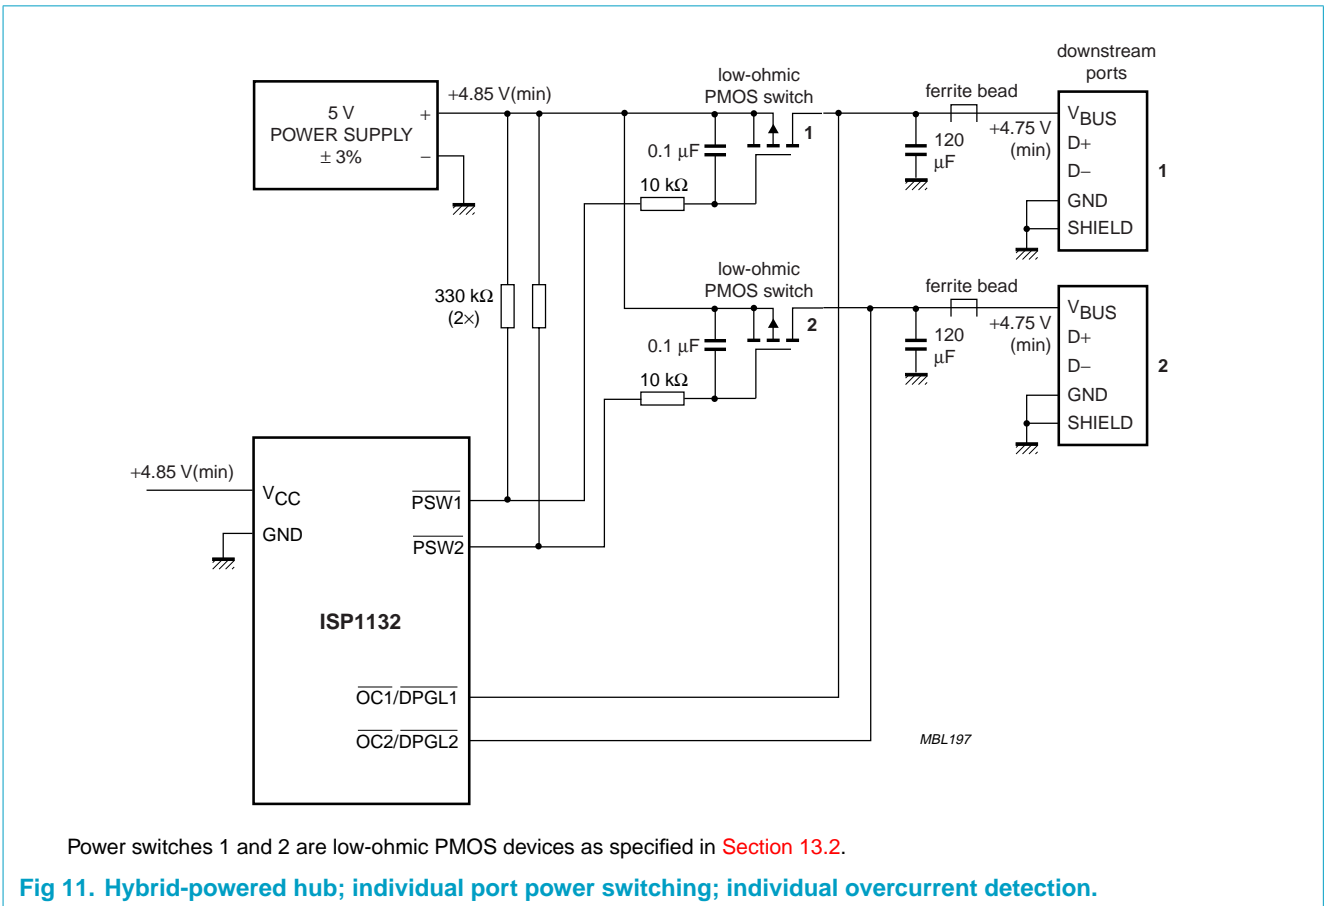 downstream
ports
low-ohmic
PMOS switch
ferrite bead
+4.85 V(min)
5 V
POWER SUPPLY
± 3%
+
−
1
0.1 μF
10 kΩ
120
μF
+4.75 V
(min)
VBUS
D+
D−
GND
SHIELD
1
low-ohmic
PMOS switch
ferrite bead
330 kΩ
(2×)
2
0.1 μF
10 kΩ
120
μF
+4.75 V
(min)
VBUS
D+
D−
GND
SHIELD
2
+4.85 V(min)
VCC
GND
PSW1
PSW2
ISP1132
OC1/DPGL1
OC2/DPGL2
MBL197
Power switches 1 and 2 are low-ohmic PMOS devices as specified in Section 13.2.
Fig 11. Hybrid-powered hub; individual port power switching; individual overcurrent detection.